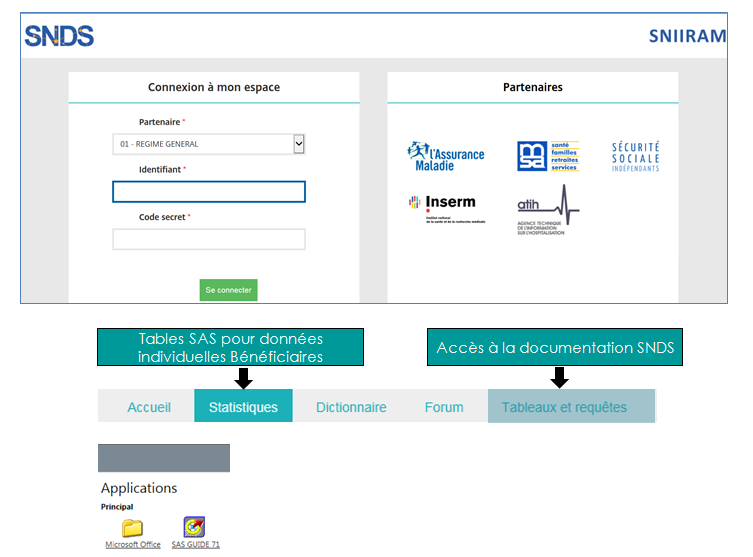 SNDS
SNIIRAM
Connexion à mon espace
Partenaire *
01 - REGIME GENERAL
Identifiant *
Code secret *
Se connecter
Partenaires
l'Assurance
Maladie
msa
santé
familles
retraites
services
SÉCURITÉ
SOCIALE
INDÉPENDANTS
Inserm
Institut national
de la santé et de la recherche médicale
atih
AGENCE TECHNIQUE
DE L'INFORMATION
SUR L'HOSPITALISATION
Tables SAS pour données
individuelles Bénéficiaires
Accès à la documentation SNDS
Accueil
Statistiques
Dictionnaire
Forum
Tableaux et requêtes
Applications
Principal
Microsoft Office
SAS GUIDE 71